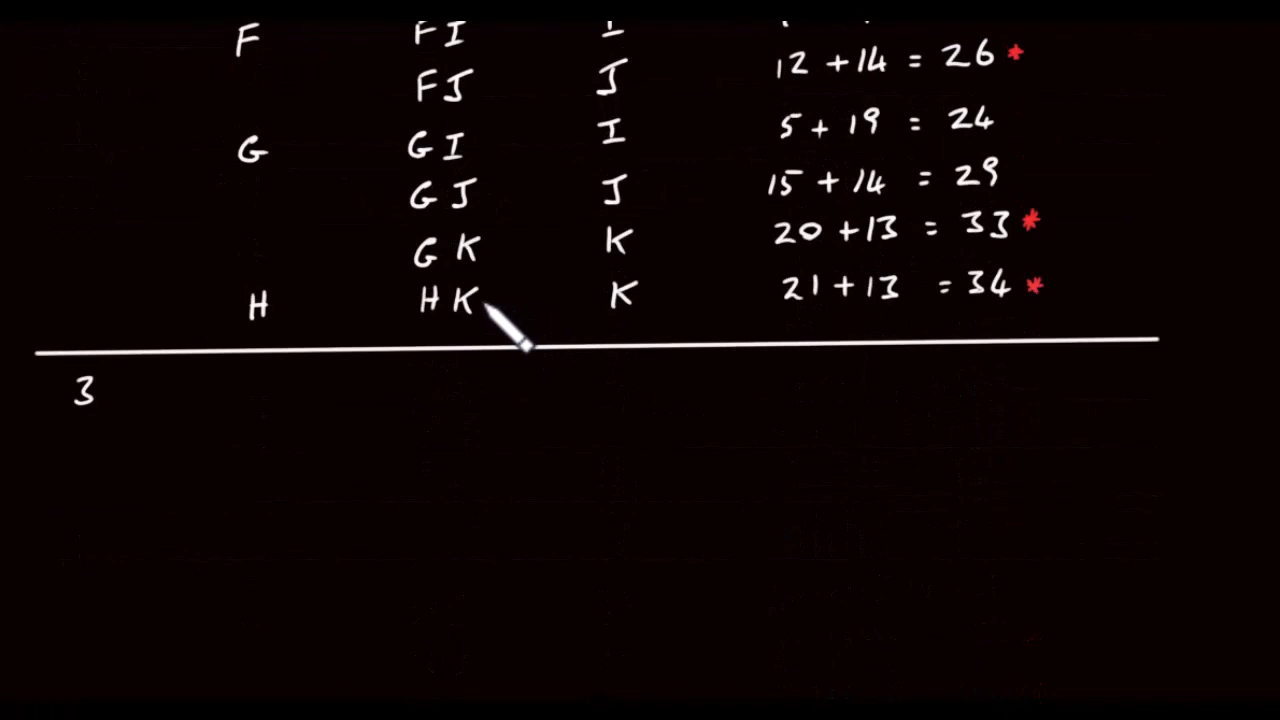 F FI I
FJ J 12 + 14 = 26 *
G GI I 5 + 19 = 24
GJ J 15 + 14 = 29
GK K 20 + 13 = 33 *
H HK K 21 + 13 = 34 *
3